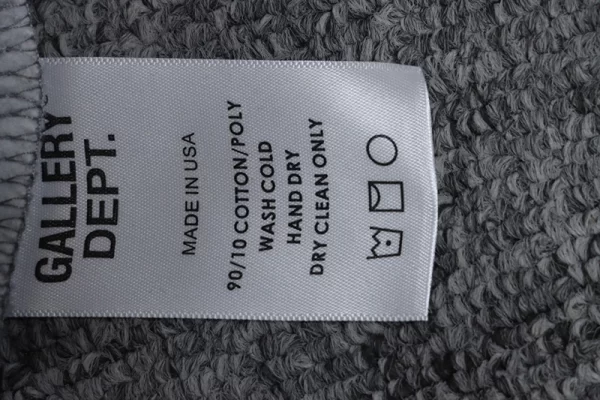 GALLERY
DEPT.
MADE IN USA
90/10 COTTON/POLY
WASH COLD
HAND DRY
DRY CLEAN ONLY